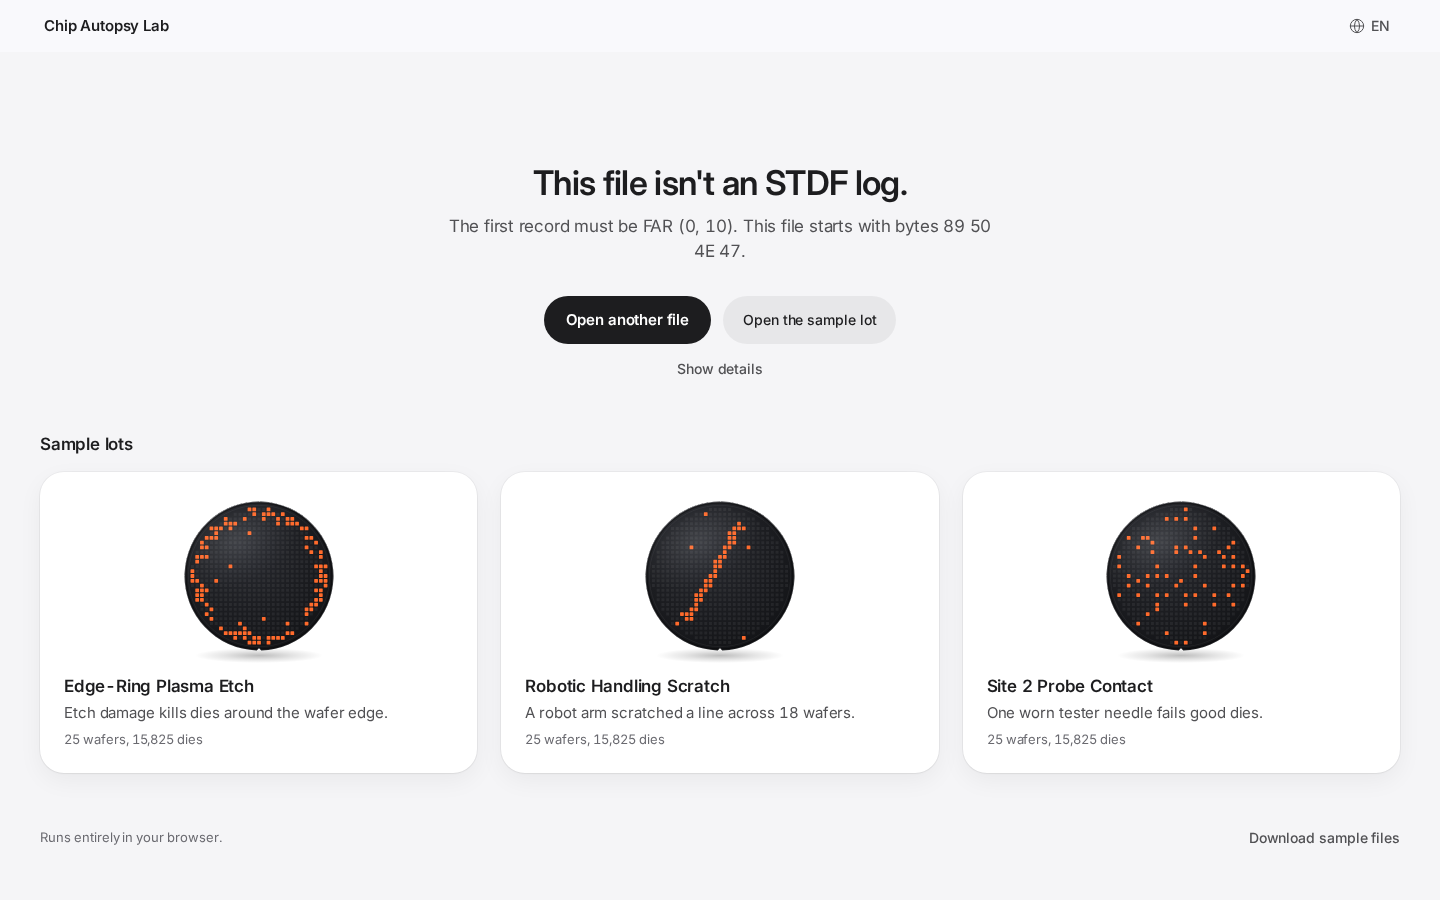 Chip Autopsy Lab
EN
This file isn't an STDF log.
The first record must be FAR (0, 10). This file starts with bytes 89 50
4E 47.
Open another file
Open the sample lot
Show details
Sample lots
Edge-Ring Plasma Etch
Etch damage kills dies around the wafer edge.
25 wafers, 15,825 dies
Robotic Handling Scratch
A robot arm scratched a line across 18 wafers.
25 wafers, 15,825 dies
Site 2 Probe Contact
One worn tester needle fails good dies.
25 wafers, 15,825 dies
Runs entirely in your browser.
Download sample files